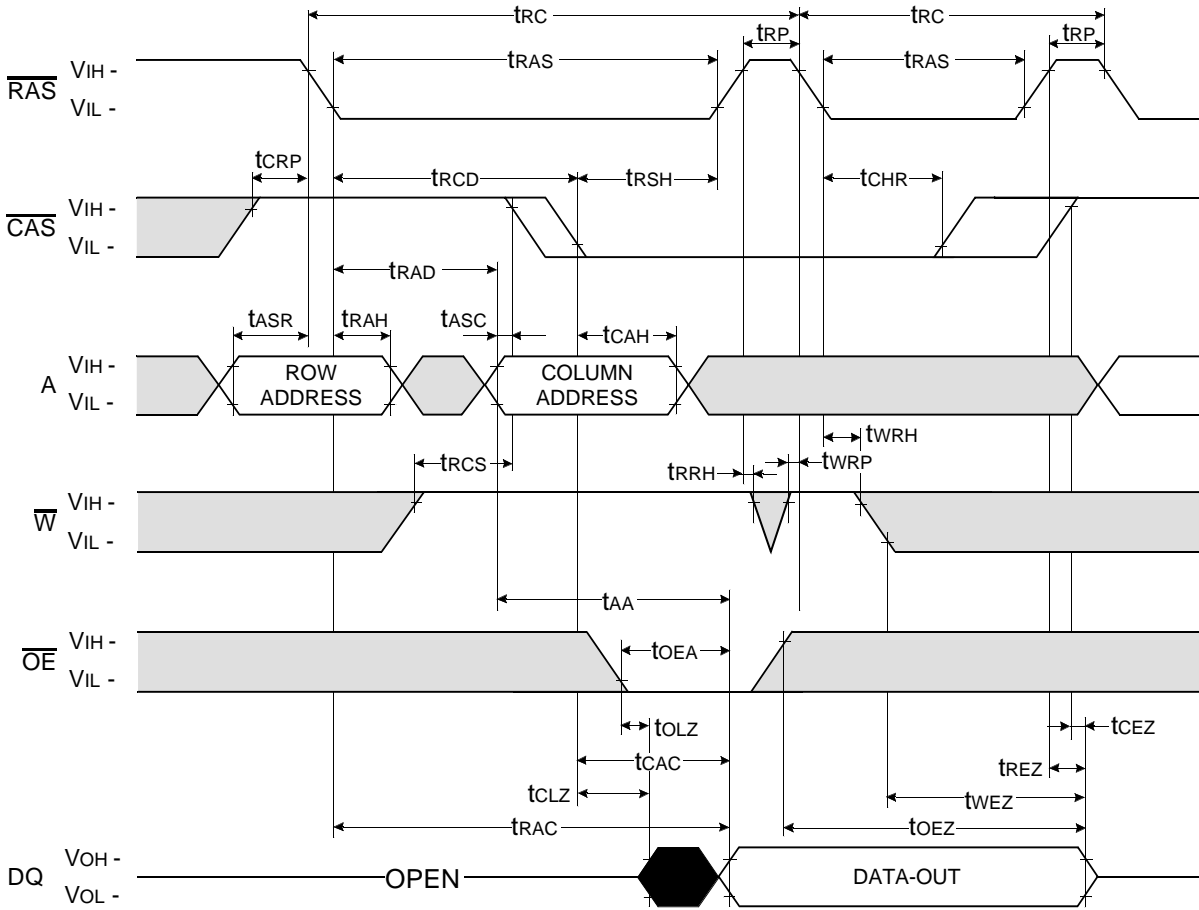 tRC tRC
tRP tRP
tRAS tRAS
RAS VIH -
VIL -
tCRP tRCD tRSH tCHR
CAS VIH -
VIL -
tRAD
tASR tRAH tASC tCAH
A VIH -
VIL -
ROW
ADDRESS
COLUMN
ADDRESS
tWRH
tRCS tRRH tWRP
W VIH -
VIL -
tAA
OE VIH -
VIL -
tOEA
tOLZ tCEZ
tCAC tREZ
tCLZ tWEZ
tRAC tOEZ
DQ VOH -
VOL -
OPEN DATA-OUT